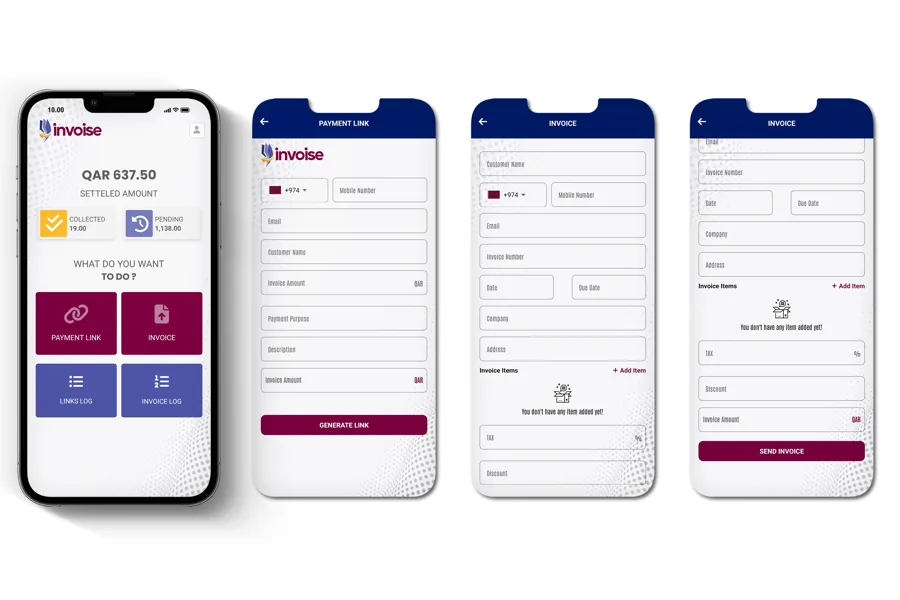 10.00
invoise
QAR 637.50
SETTELED AMOUNT
COLLECTED
19.00
PENDING
1,138.00
WHAT DO YOU WANT
TO DO ?
PAYMENT LINK
INVOICE
LINKS LOG
INVOICE LOG
PAYMENT LINK
invoise
+974
Mobile Number
Email
Customer Name
Invoice Amount QAR
Payment Purpose
Description
Invoice Amount QAR
GENERATE LINK
INVOICE
Customer Name
+974
Mobile Number
Email
Invoice Number
Date
Due Date
Company
Address
Invoice Items + Add Item
You don't have any item added yet!
TAX %
Discount
INVOICE
Email
Invoice Number
Date
Due Date
Company
Address
Invoice Items + Add Item
You don't have any item added yet!
TAX %
Discount
Invoice Amount QAR
SEND INVOICE